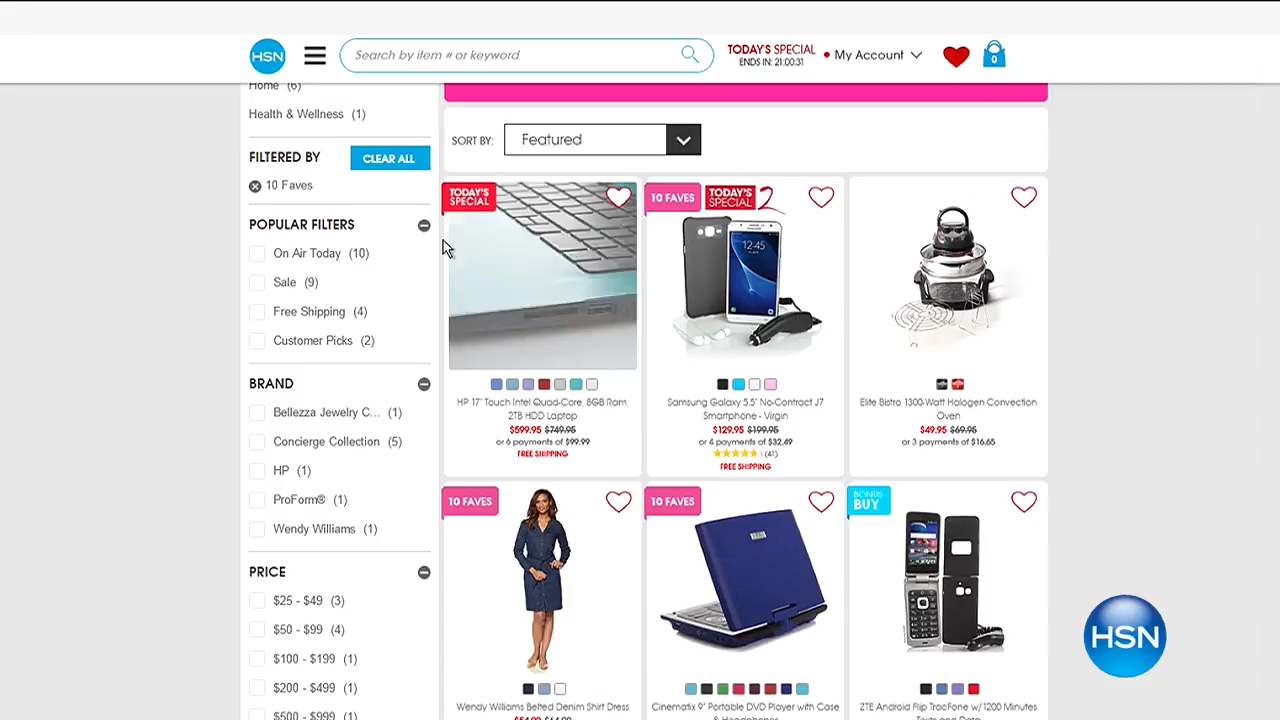 HSN
Search by item # or keyword
TODAY'S SPECIAL
ENDS IN: 21:00:31
My Account
0
Home (6)
Health & Wellness (1)
FILTERED BY
CLEAR ALL
10 Faves
POPULAR FILTERS
On Air Today (10)
Sale (9)
Free Shipping (4)
Customer Picks (2)
BRAND
Bellezza Jewelry C... (1)
Concierge Collection (5)
HP (1)
ProForm® (1)
Wendy Williams (1)
PRICE
$25 - $49 (3)
$50 - $99 (4)
$100 - $199 (1)
$200 - $499 (1)
$500 - $999 (1)
SORT BY: Featured
TODAY'S
SPECIAL
HP 17" Touch Intel Quad-Core, 8GB Ram,
2TB HDD Laptop
$599.95 $749.95
or 6 payments of $99.99
FREE SHIPPING
10 FAVES
TODAY'S
SPECIAL 2
12:45
Samsung Galaxy 5.5" No-Contract J7
Smartphone - Virgin
$129.95 $199.95
or 4 payments of $32.49
(41)
FREE SHIPPING
Elite Bistro 1300-Watt Halogen Convection
Oven
$49.95 $69.95
or 3 payments of $16.65
10 FAVES
Wendy Williams Belted Denim Shirt Dress
10 FAVES
Cinematix 9" Portable DVD Player with Case
& Headphones
BONUS
BUY
ZTE Android Flip TracFone w/1200 Minutes
Texts and Data
HSN